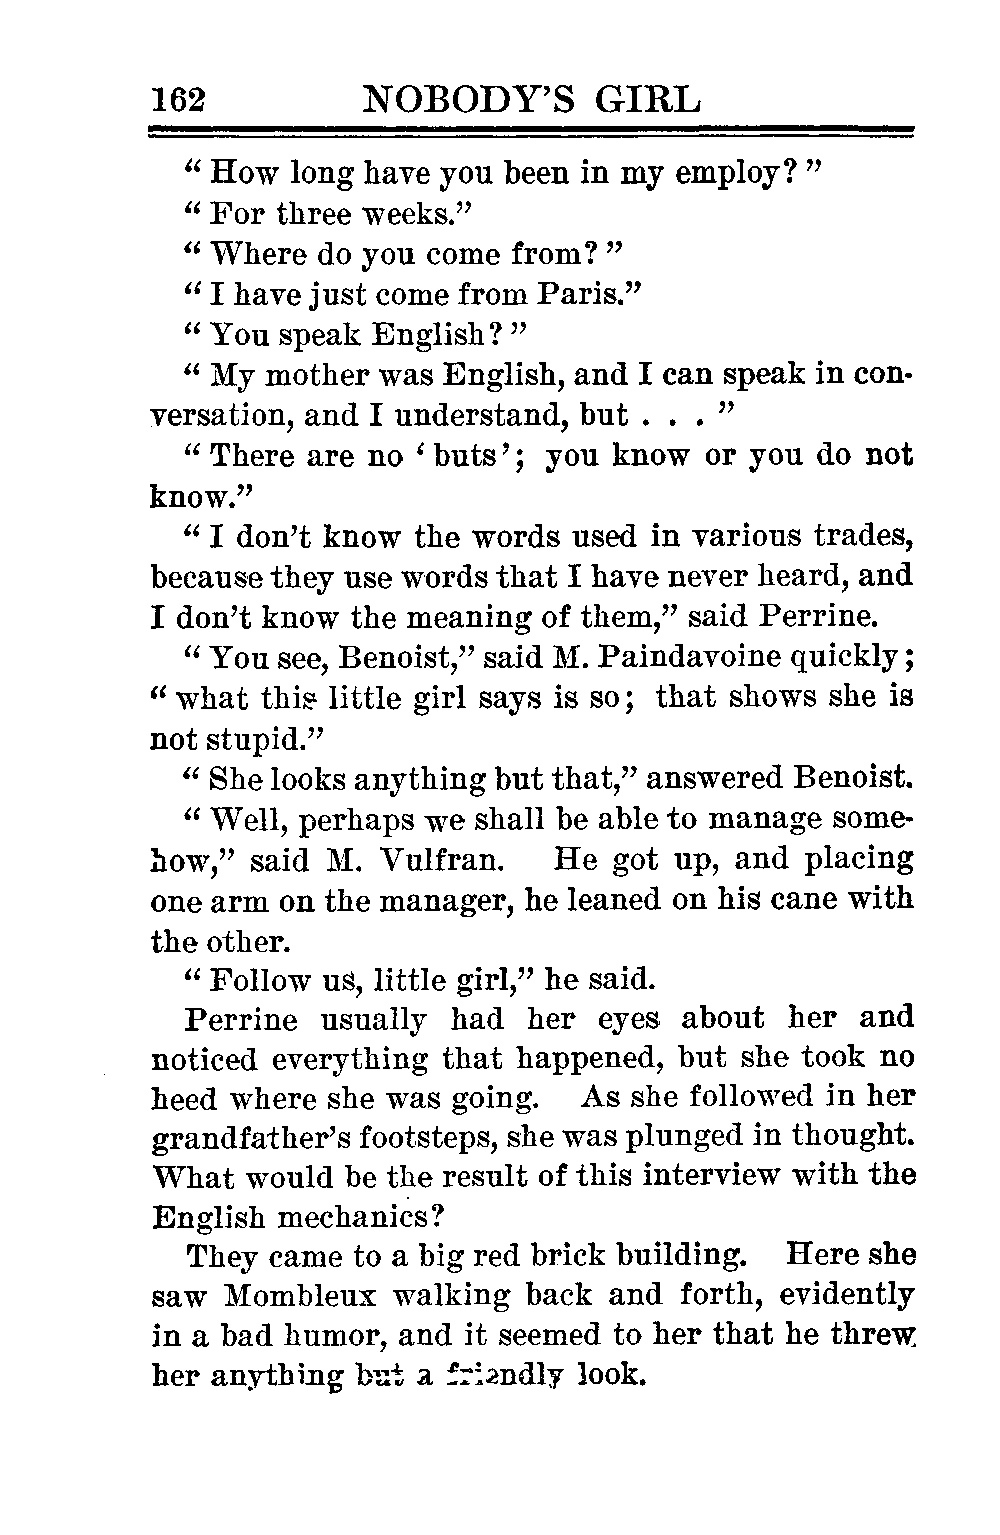 162 NOBODY'S GIRL
“ How long have you been in my employ? ”
“ For three weeks.”
“ Where do you come from? ”
“ I have just come from Paris.”
“ You speak English? ”
“ My mother was English, and I can speak in con-
versation, and I understand, but . . . ”
“ There are no ‘ buts’; you know or you do not
know.”
“ I don’t know the words used in various trades,
because they use words that I have never heard, and
I don’t know the meaning of them,” said Perrine.
“ You see, Benoist,” said M. Paindavoine quickly;
“ what this little girl says is so; that shows she is
not stupid.”
“ She looks anything but that,” answered Benoist.
“ Well, perhaps we shall be able to manage some-
how,” said M. Vulfran. He got up, and placing
one arm on the manager, he leaned on his cane with
the other.
“ Follow us, little girl,” he said.
Perrine usually had her eyes about her and
noticed everything that happened, but she took no
heed where she was going. As she followed in her
grandfather’s footsteps, she was plunged in thought.
What would be the result of this interview with the
English mechanics?
They came to a big red brick building. Here she
saw Mombleux walking back and forth, evidently
in a bad humor, and it seemed to her that he threw
her anything but a friendly look.